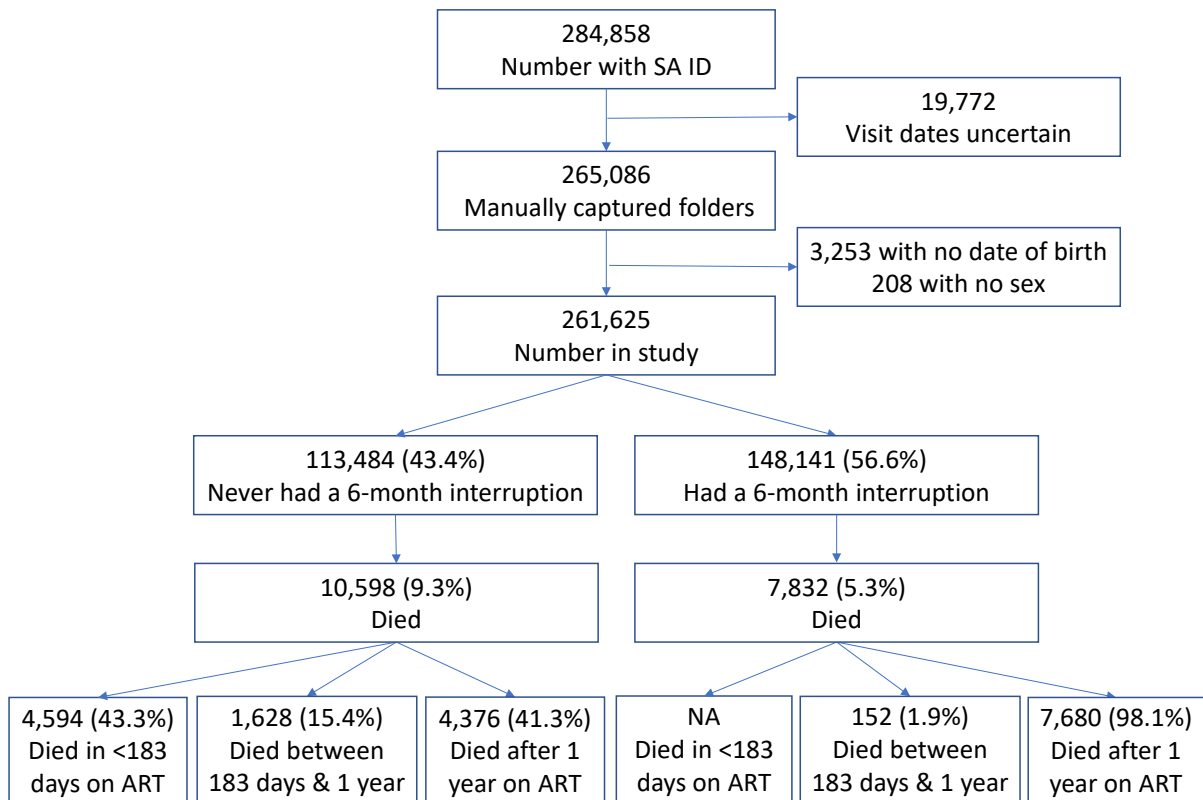 284,858
Number with SA ID
19,772
Visit dates uncertain
265,086
Manually captured folders
3,253 with no date of birth
208 with no sex
261,625
Number in study
113,484 (43.4%)
Never had a 6-month interruption
148,141 (56.6%)
Had a 6-month interruption
10,598 (9.3%)
Died
7,832 (5.3%)
Died
4,594 (43.3%)
Died in <183
days on ART
1,628 (15.4%)
Died between
183 days & 1 year
4,376 (41.3%)
Died after 1
year on ART
NA
Died in <183
days on ART
152 (1.9%)
Died between
183 days & 1 year
7,680 (98.1%)
Died after 1
year on ART